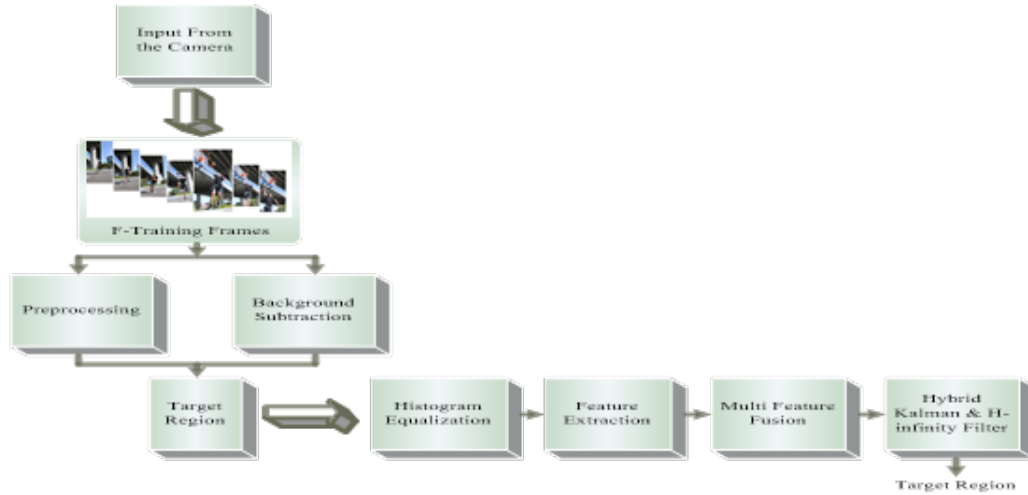 Input From
the Camera
F-Training Frames
Preprocessing
Background
Subtraction
Target
Region
Histogram
Equalization
Feature
Extraction
Multi Feature
Fusion
Hybrid
Kalman & H-
infinity Filter
Target Region